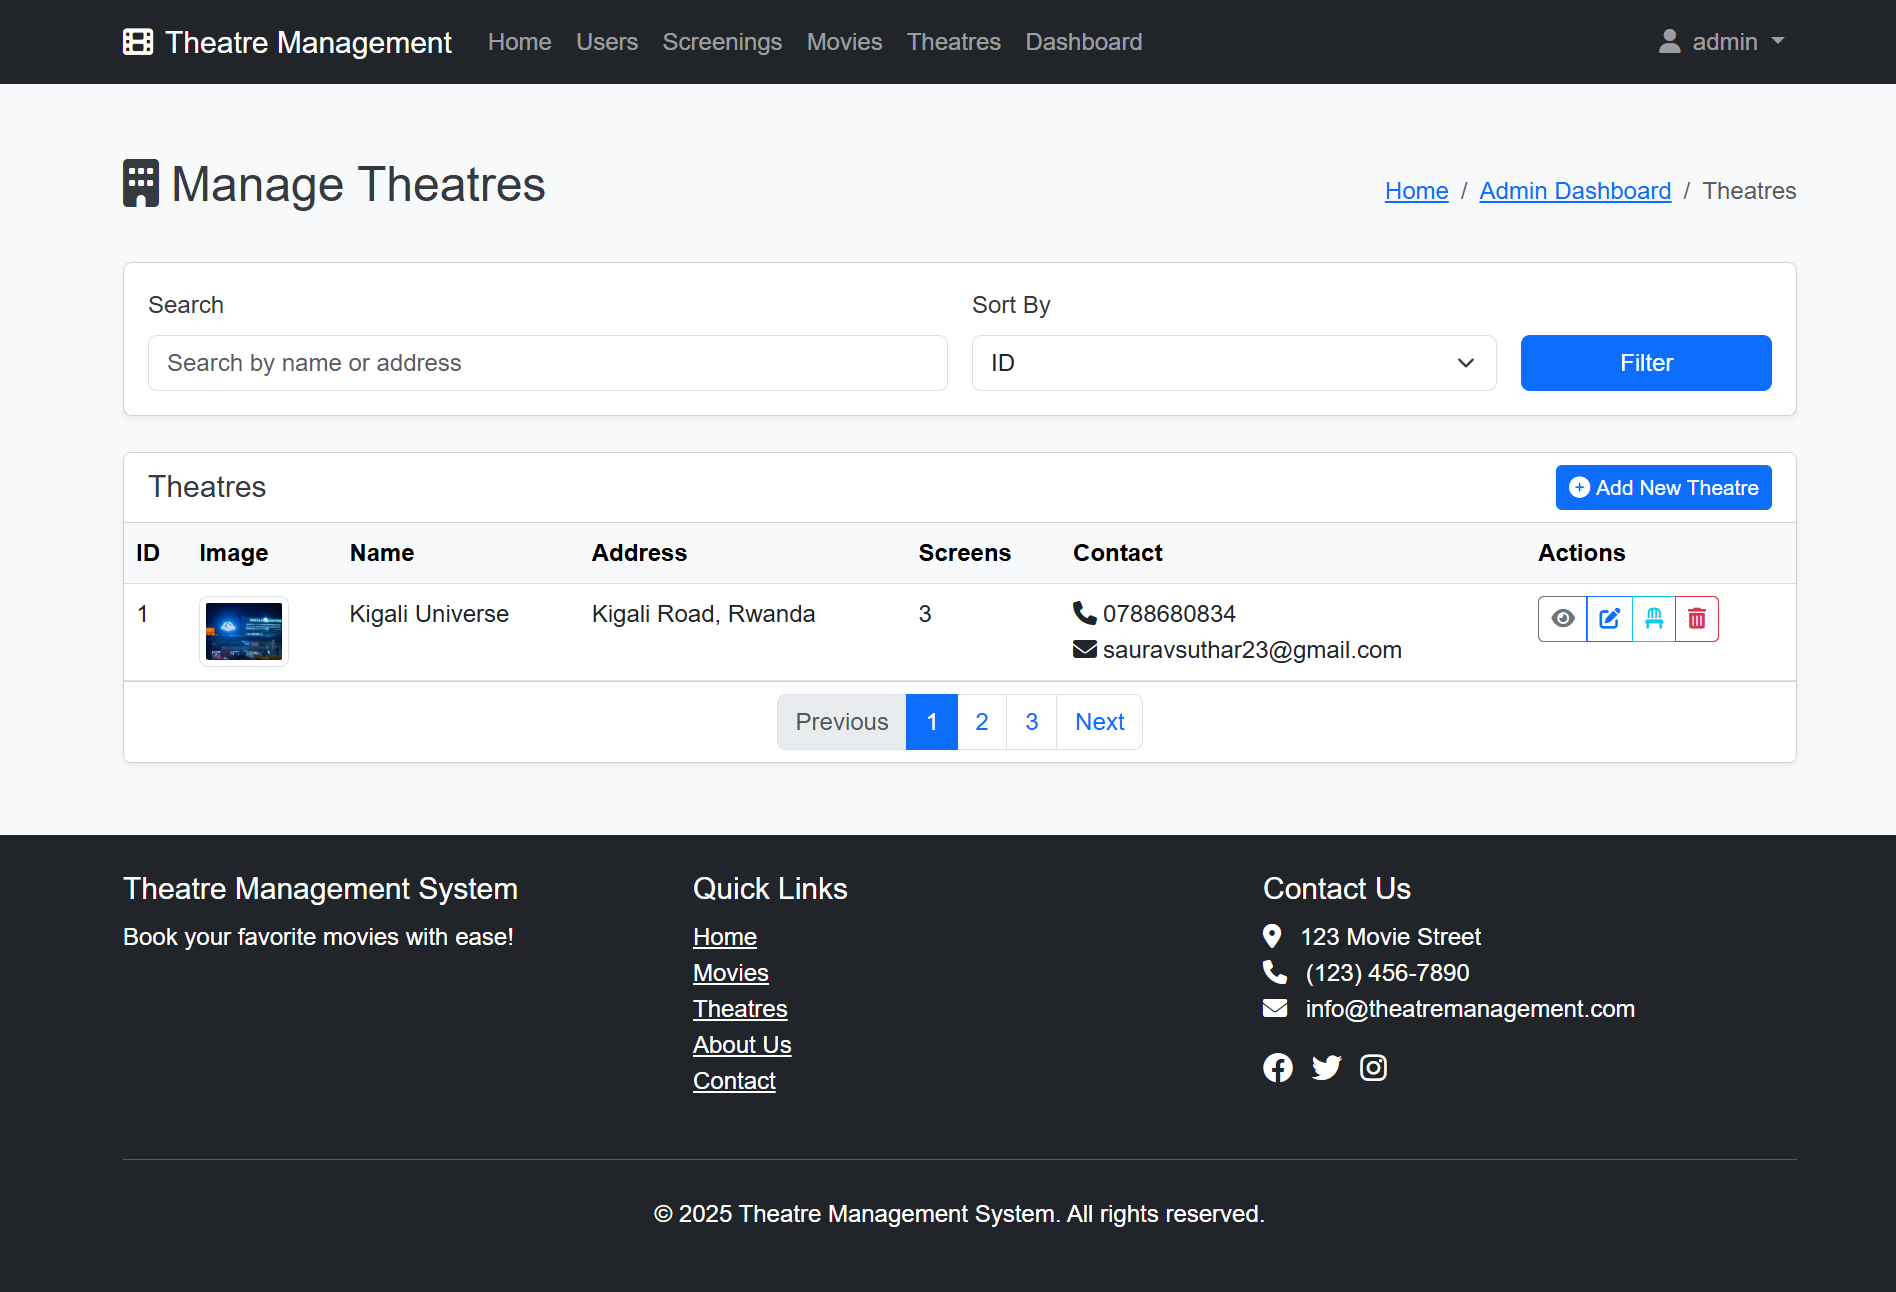 Theatre Management Home Users Screenings Movies Theatres Dashboard admin
Manage Theatres
Home / Admin Dashboard / Theatres
Search
Sort By
Search by name or address
ID
Filter
Theatres
Add New Theatre
ID Image Name Address Screens Contact Actions
1 Kigali Universe Kigali Road, Rwanda 3 0788680834
sauravsuthar23@gmail.com
Previous 1 2 3 Next
Theatre Management System
Book your favorite movies with ease!
Quick Links
Home
Movies
Theatres
About Us
Contact
Contact Us
123 Movie Street
(123) 456-7890
info@theatremanagement.com
© 2025 Theatre Management System. All rights reserved.